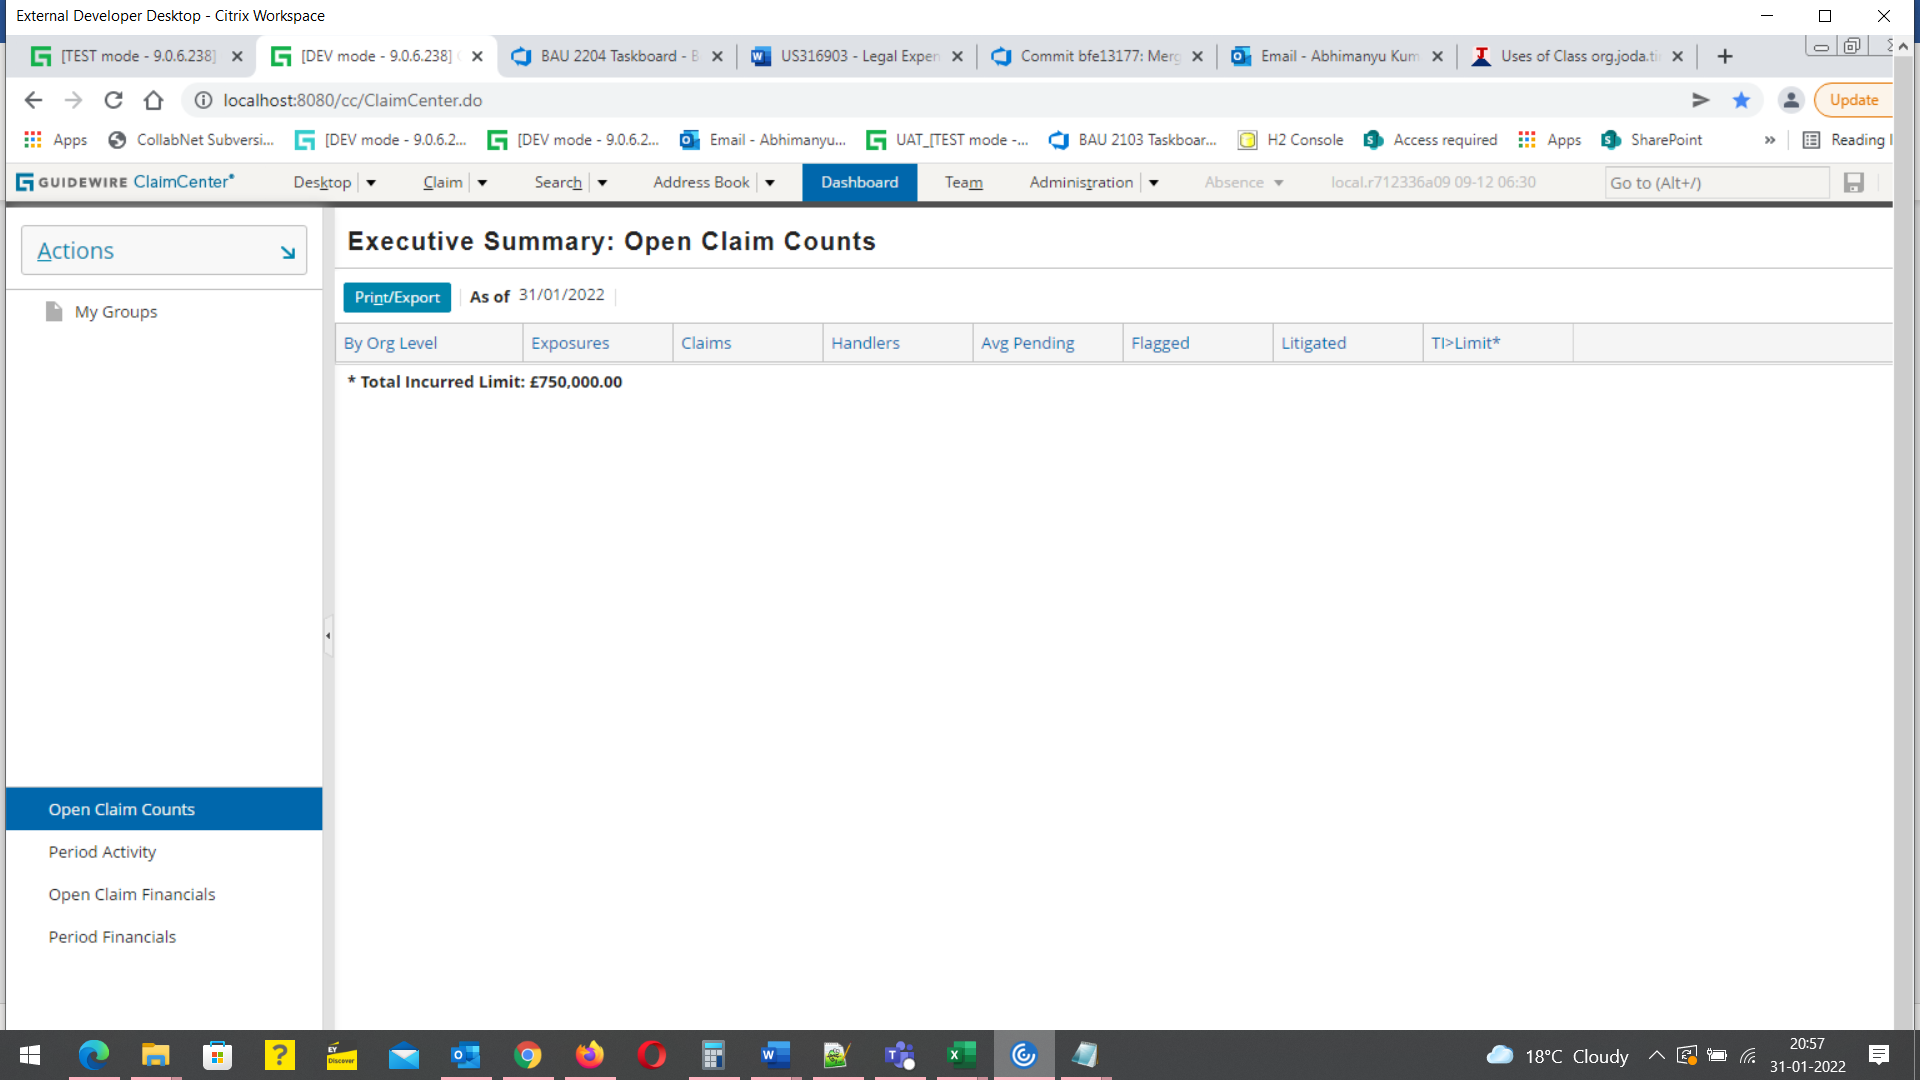 External Developer Desktop - Citrix Workspace
[TEST mode - 9.0.6.238]
[DEV mode - 9.0.6.238]
BAU 2204 Taskboard - B
US316903 - Legal Expen
Commit bfe13177: Merg
Email - Abhimanyu Kum
Uses of Class org.joda.ti
localhost:8080/cc/ClaimCenter.do
Update
Apps
CollabNet Subversi...
[DEV mode - 9.0.6.2...
[DEV mode - 9.0.6.2...
Email - Abhimanyu...
UAT_[TEST mode -...
BAU 2103 Taskboar...
H2 Console
Access required
Apps
SharePoint
»
Reading l
GUIDEWIRE ClaimCenter
Desktop
Claim
Search
Address Book
Dashboard
Team
Administration
Absence
local.r712336a09 09-12 06:30
Go to (Alt+/)
Actions
My Groups
Open Claim Counts
Period Activity
Open Claim Financials
Period Financials
Executive Summary: Open Claim Counts
Print/Export
As of 31/01/2022
By Org Level
Exposures
Claims
Handlers
Avg Pending
Flagged
Litigated
TI>Limit*
* Total Incurred Limit: £750,000.00
EY
Discover
18°C Cloudy
20:57
31-01-2022